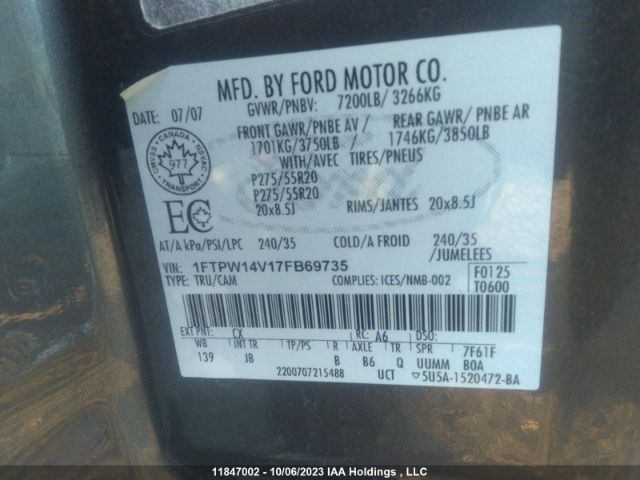 MFD. BY FORD MOTOR CO.
DATE: 07/07 GVWR/PNBV: 7200LB/ 3266KG
FRONT GAWR/PNBE AV / REAR GAWR/ PNBE AR
1701KG/3750LB / 1746KG/3850LB
WITH/AVEC TIRES/PNEUS
P275/55R20
P275/55R20
20x8.5J RIMS/JANTES 20x8.5J
CANADA
CMVSS NSVAC
977
TRANSPORT
EC
AT/A kPa/PSI/LPC 240/35 COLD/A FROID 240/35
/JUMELEES
VIN: 1FTPW14V17FB69735 F0125
TYPE: TRU/CAM COMPLIES: ICES/NMB-002 T0600
EXT PNT: CX RC: A6 DSO:
WB INT TR TP/PS R AXLE TR SPR 7F61F
139 JB B B6 Q UUMM B0A
2200707215488 UCT 5U5A-1520472-BA
11847002 - 10/06/2023 IAA Holdings , LLC